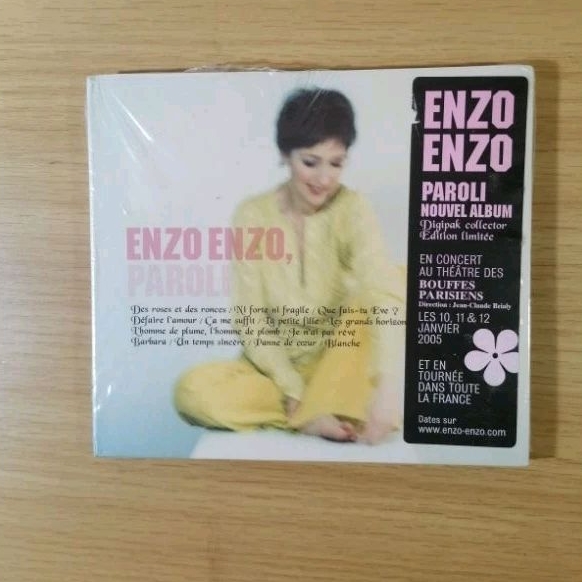 ENZO ENZO,
PAROLI
Des roses et des ronces / Ni forte ni fragile / Que fais-tu Eve ?
Défaire l'amour / Ça me suffit / La petite fille / Les grands horizon
L'homme de plume, l'homme de plomb / Je n'ai pas rêvé
Barbara / Un temps sincère / Panne de cœur / Blanche
ENZO
ENZO
PAROLI
NOUVEL ALBUM
Digipak collector
Edition limitée
EN CONCERT
AU THÉÂTRE DES
BOUFFES
PARISIENS
Direction : Jean-Claude Brialy
LES 10, 11 & 12
JANVIER
2005
ET EN
TOURNÉE
DANS TOUTE
LA FRANCE
Dates sur
www.enzo-enzo.com